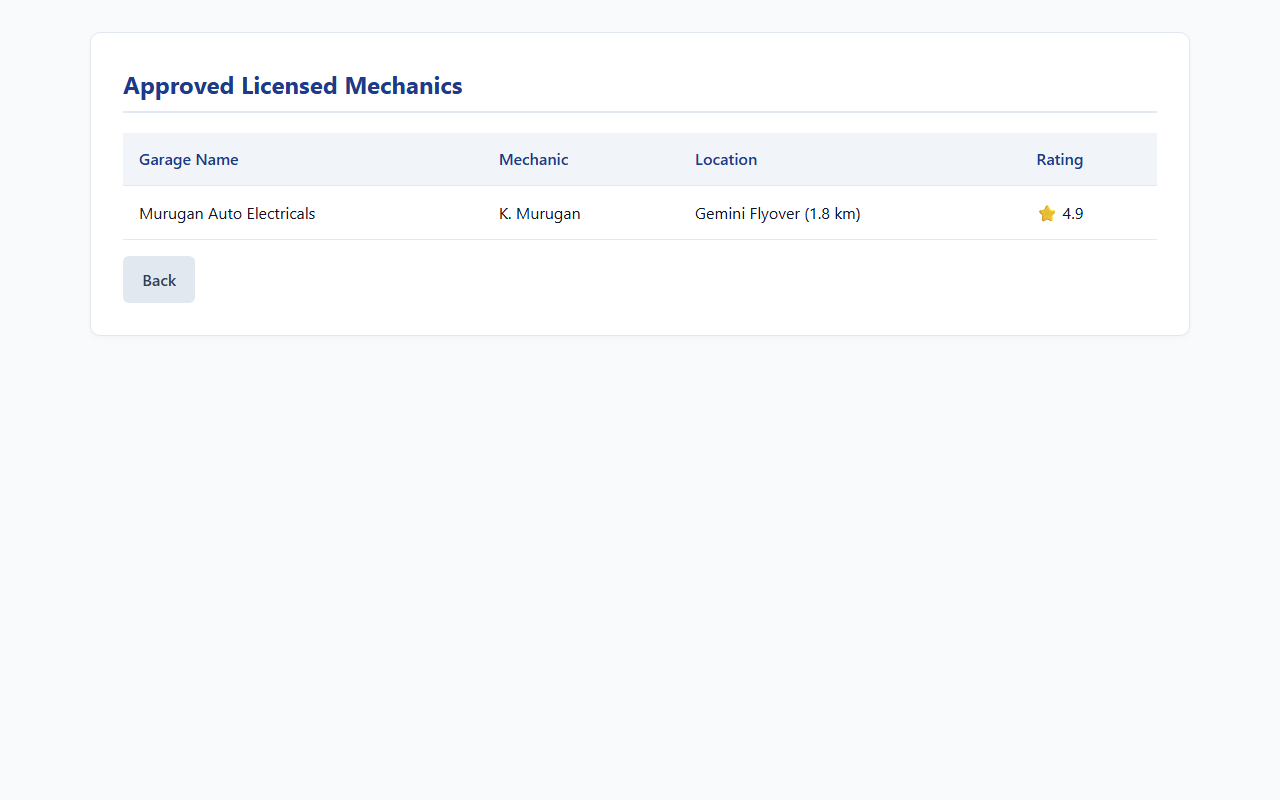 Approved Licensed Mechanics
Garage Name Mechanic Location Rating
Murugan Auto Electricals K. Murugan Gemini Flyover (1.8 km) ⭐ 4.9
Back